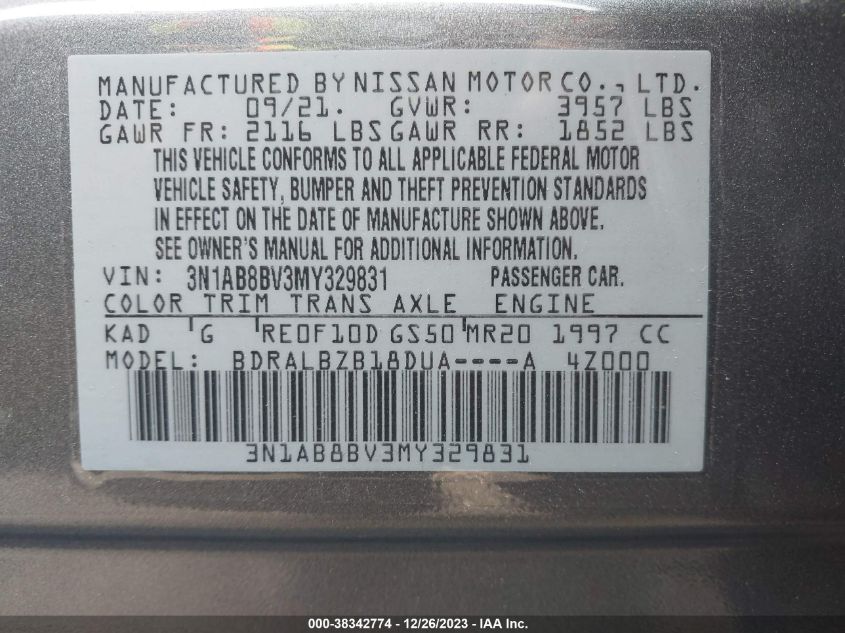 MANUFACTURED BY NISSAN MOTOR CO., LTD.
DATE: 09/21. GVWR: 3957 LBS
GAWR FR: 2116 LBS GAWR RR: 1852 LBS
THIS VEHICLE CONFORMS TO ALL APPLICABLE FEDERAL MOTOR
VEHICLE SAFETY, BUMPER AND THEFT PREVENTION STANDARDS
IN EFFECT ON THE DATE OF MANUFACTURE SHOWN ABOVE.
SEE OWNER'S MANUAL FOR ADDITIONAL INFORMATION.
VIN: 3N1AB8BV3MY329831 PASSENGER CAR.
COLOR TRIM TRANS AXLE ENGINE
KAD G RE0F10D GS50 MR20 1997 CC
MODEL: BDRALBZB18DUA----A 4Z000
3N1AB8BV3MY329831
000-38342774 - 12/26/2023 - IAA Inc.